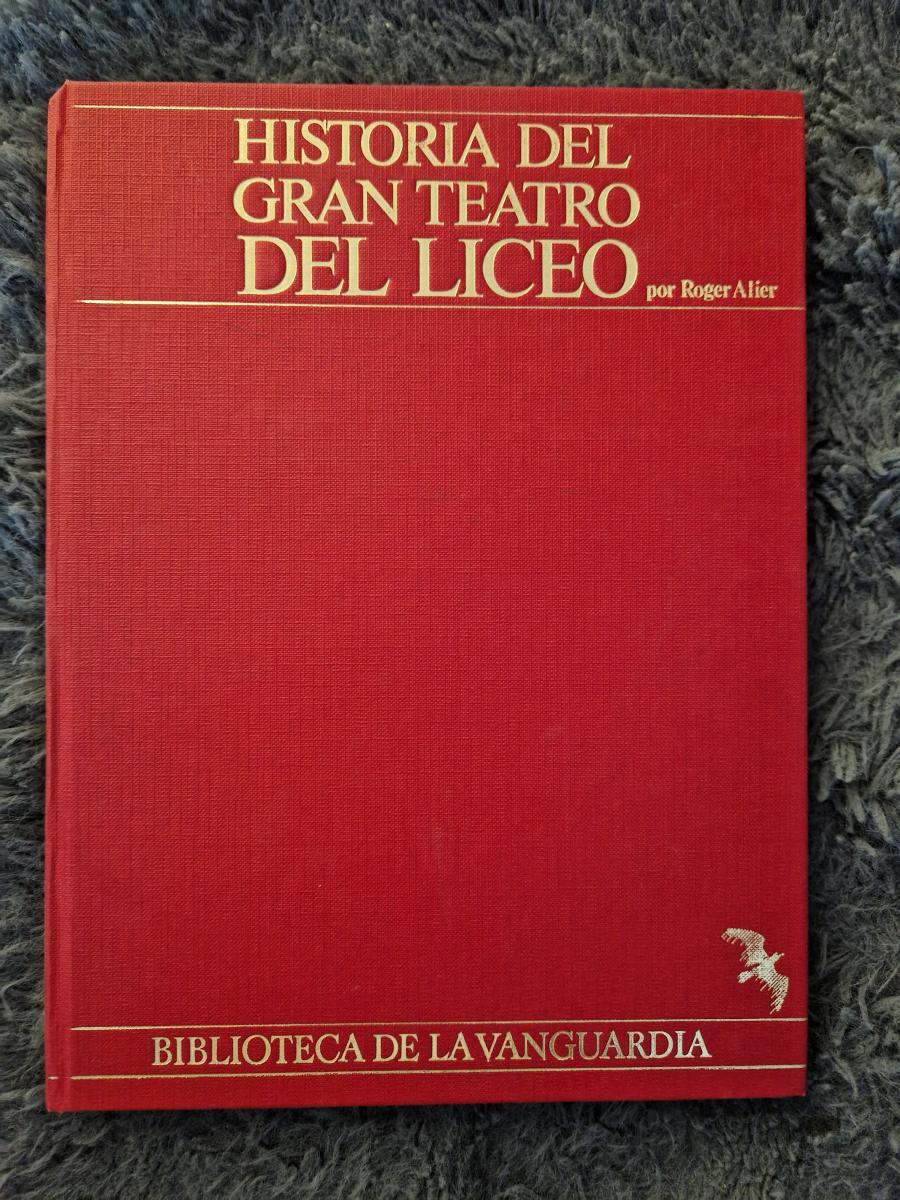 HISTORIA DEL
GRAN TEATRO
DEL LICEO por Roger Alier
BIBLIOTECA DE LA VANGUARDIA